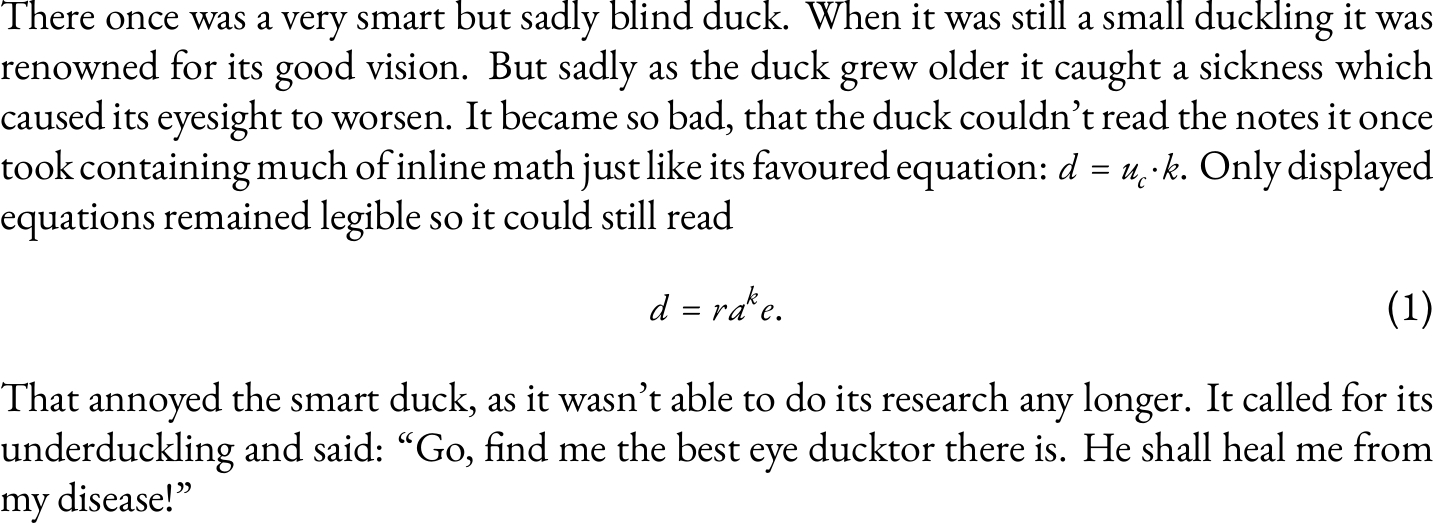 There once was a very smart but sadly blind duck. When it was still a small duckling it was
renowned for its good vision. But sadly as the duck grew older it caught a sickness which
caused its eyesight to worsen. It became so bad, that the duck couldn’t read the notes it once
took containing much of inline math just like its favoured equation: d = u_c · k. Only displayed
equations remained legible so it could still read
d = ra^k e. (1)
That annoyed the smart duck, as it wasn’t able to do its research any longer. It called for its
underduckling and said: “Go, find me the best eye ducktor there is. He shall heal me from
my disease!”